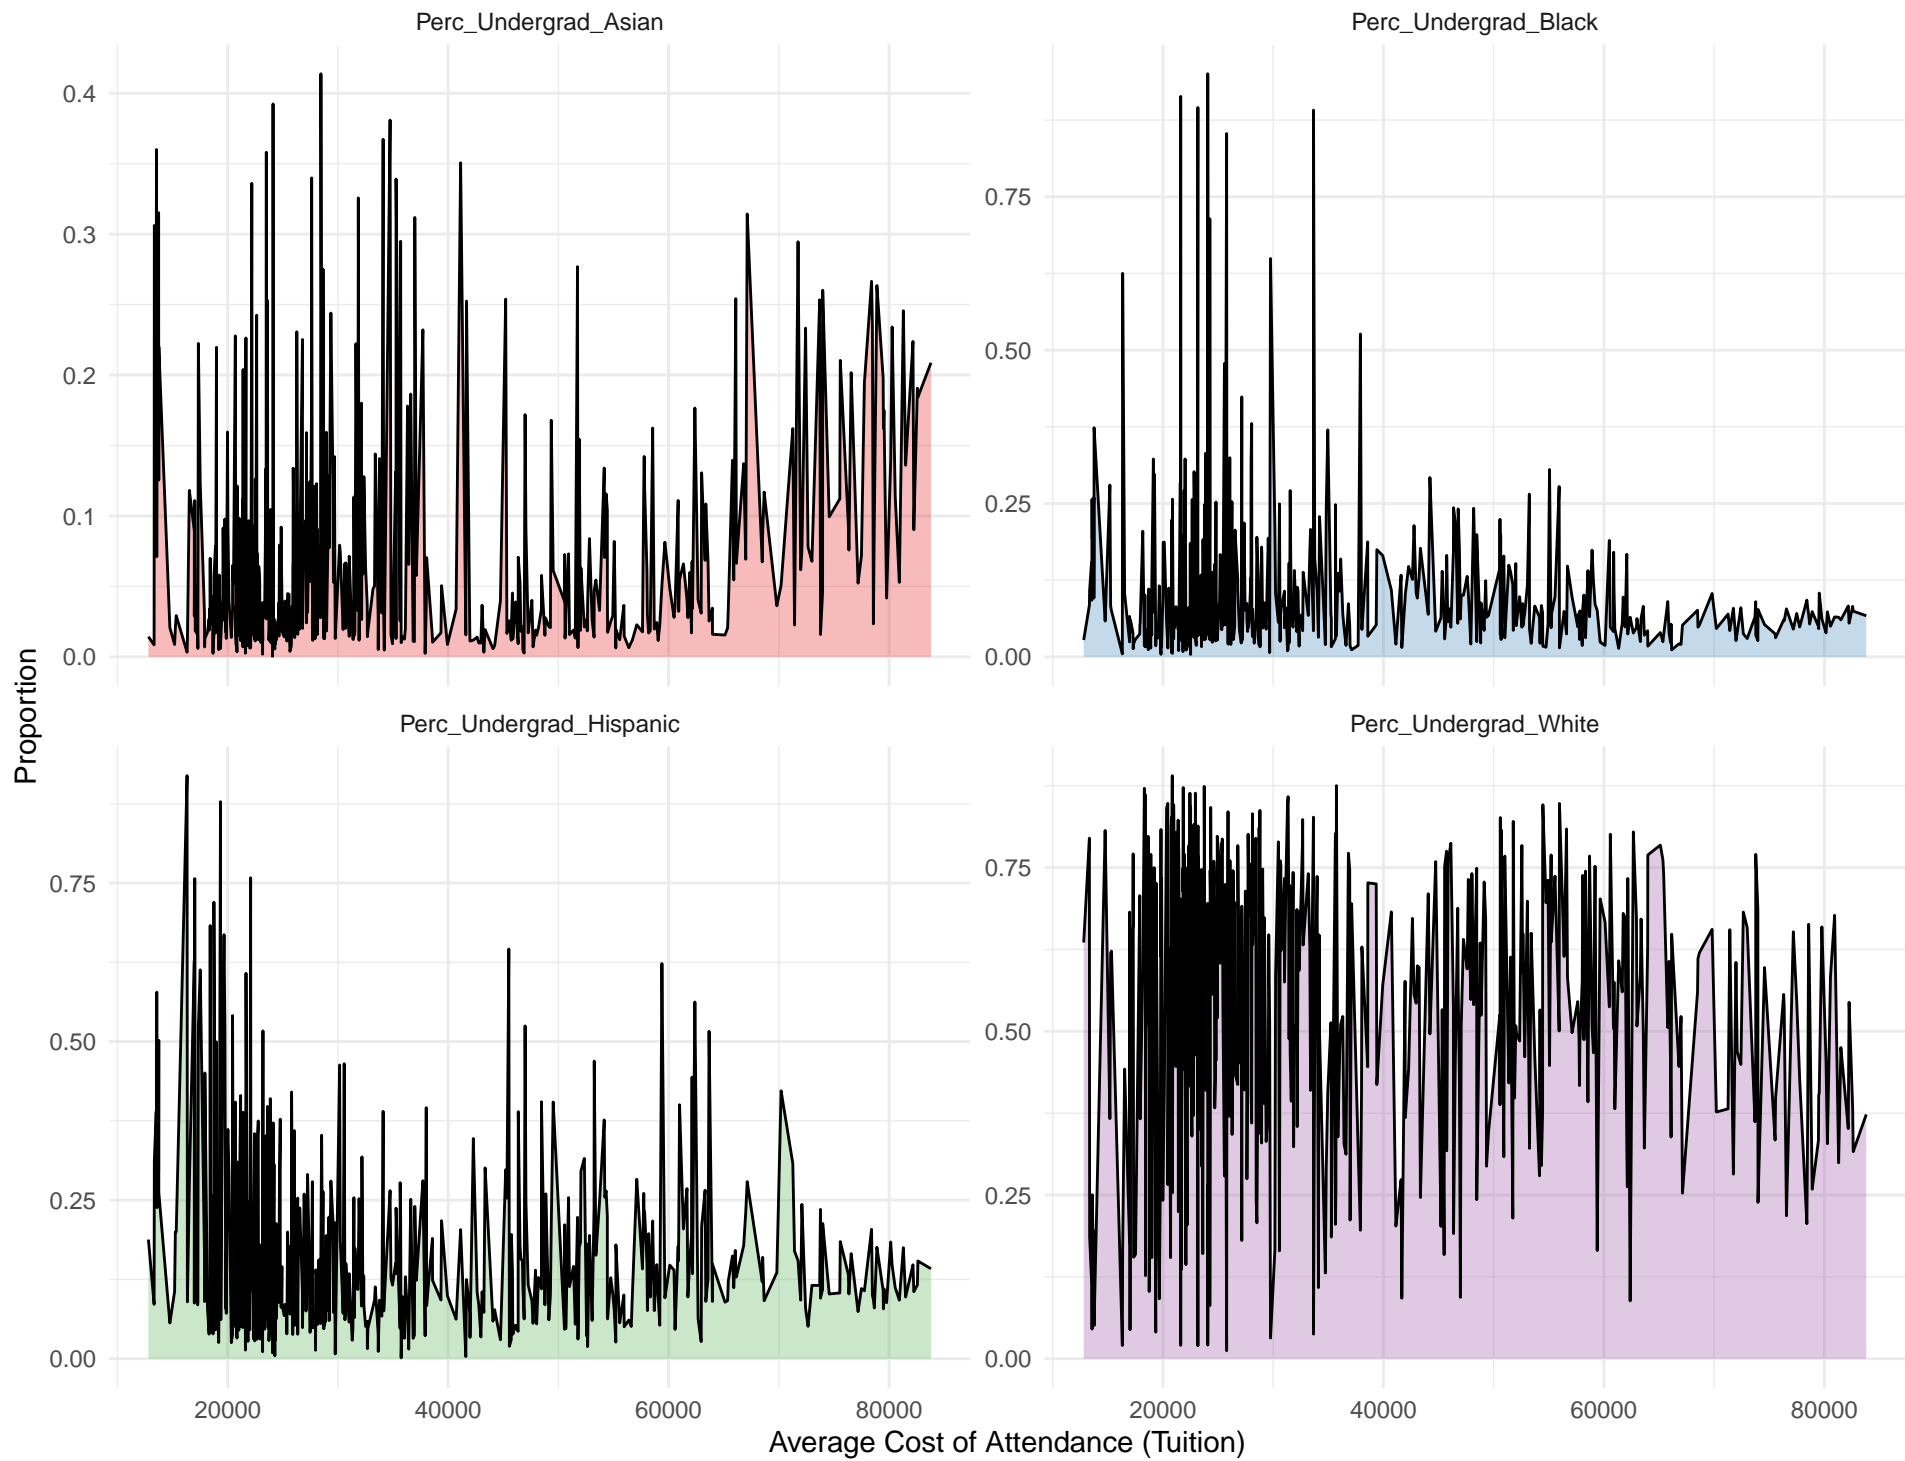 Perc_Undergrad_Asian
Perc_Undergrad_Black
0.4
0.3
0.2
0.1
0.0
0.75
0.50
0.25
0.00
Proportion
Perc_Undergrad_Hispanic
Perc_Undergrad_White
0.75
0.50
0.25
0.00
0.75
0.50
0.25
0.00
20000 40000 60000 80000
20000 40000 60000 80000
Average Cost of Attendance (Tuition)